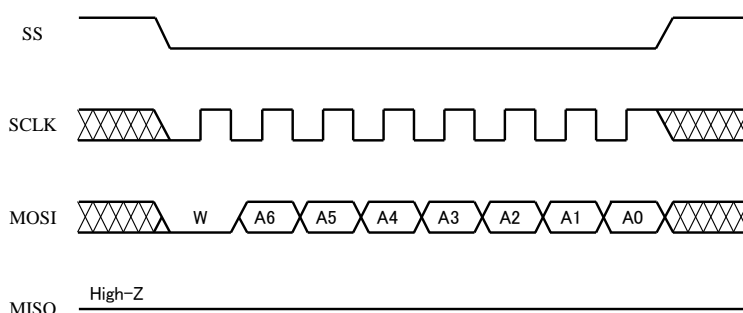 SS
SCLK
MOSI W A6 A5 A4 A3 A2 A1 A0
High-Z
MISO